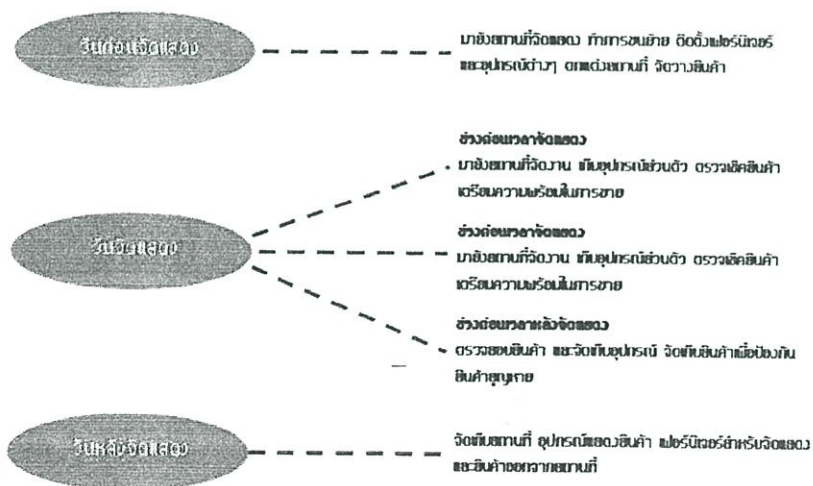 วันก่อนจัดแสดง
มายังสถานที่จัดแสดง ทำการขนย้าย ติดตั้งเฟอร์นิเจอร์
และอุปกรณ์ต่างๆ ตกแต่งสถานที่ จัดวางสินค้า
วันจัดแสดง
ช่วงก่อนเวลาจัดแสดง
มายังสถานที่จัดงาน เก็บอุปกรณ์ส่วนตัว ตรวจเช็คสินค้า
เตรียมความพร้อมในการขาย
ช่วงก่อนเวลาจัดแสดง
มายังสถานที่จัดงาน เก็บอุปกรณ์ส่วนตัว ตรวจเช็คสินค้า
เตรียมความพร้อมในการขาย
ช่วงก่อนเวลาหลังจัดแสดง
ตรวจสอบสินค้า และจัดเก็บอุปกรณ์ จัดเก็บสินค้าเพื่อป้องกัน
สินค้าสูญหาย
วันหลังจัดแสดง
จัดเก็บสถานที่ อุปกรณ์แสดงสินค้า เฟอร์นิเจอร์สำหรับจัดแสดง
และสินค้าออกจากสถานที่